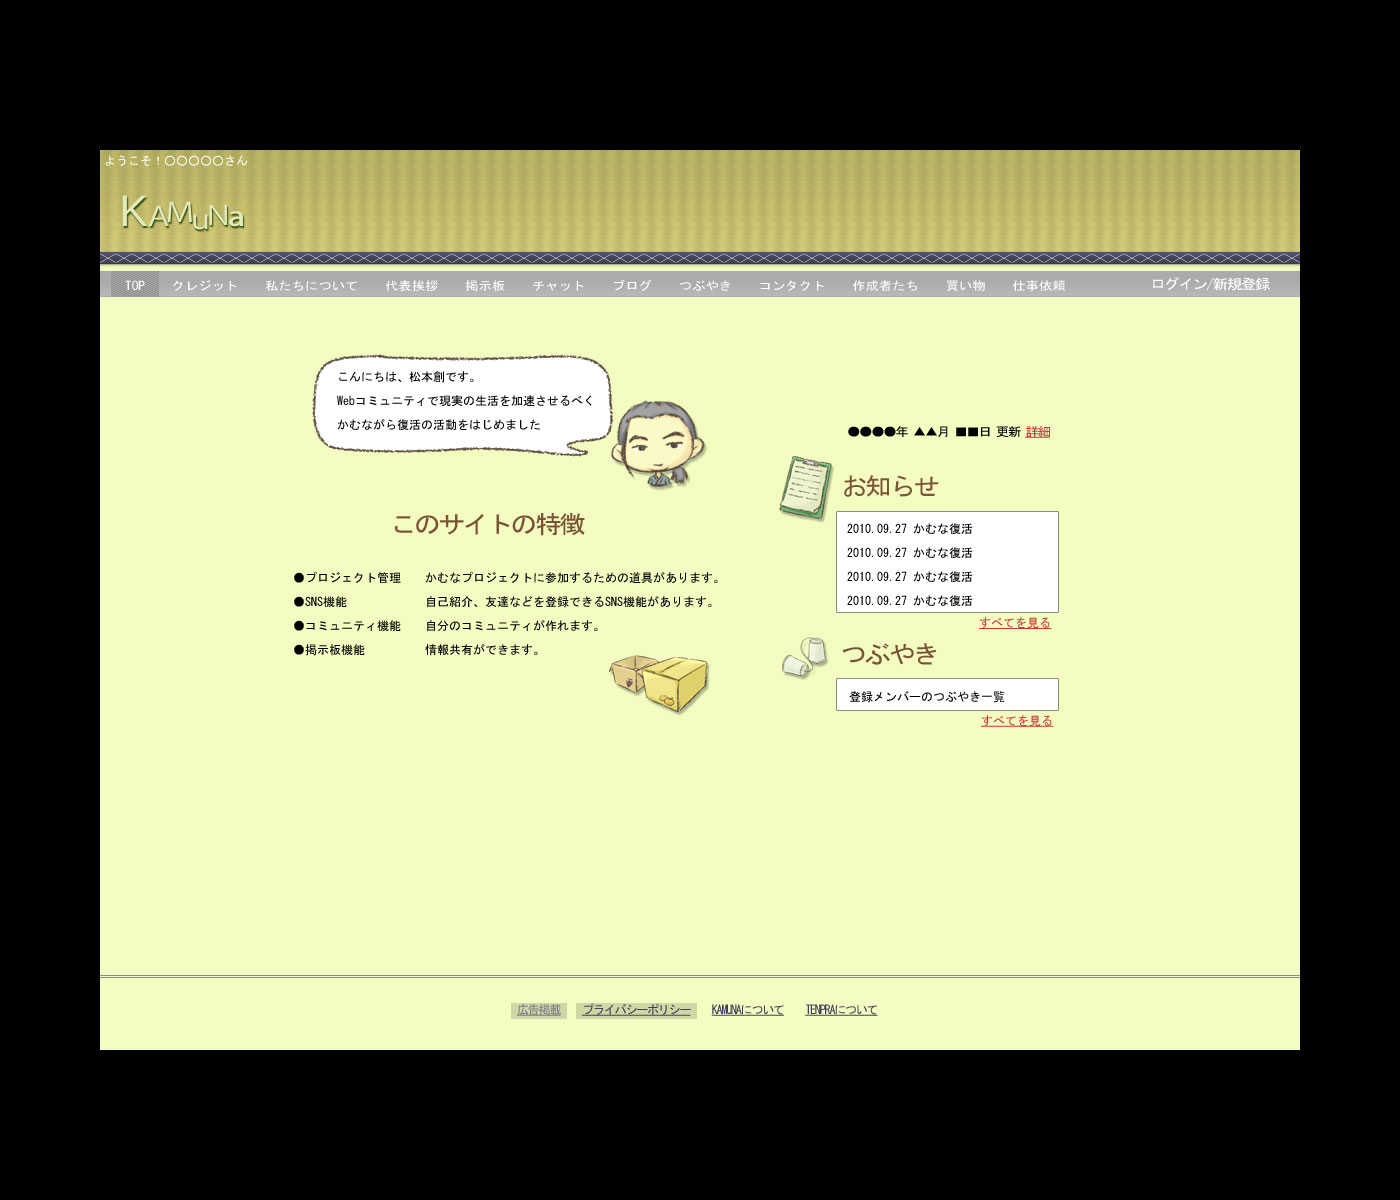 ようこそ！〇〇〇〇〇さん
KAMuNa
TOP クレジット 私たちについて 代表挨拶 掲示板 チャット ブログ つぶやき コンタクト 作成者たち 買い物 仕事依頼 ログイン/新規登録
こんにちは、松本創です。
Webコミュニティで現実の生活を加速させるべく
かむながら復活の活動をはじめました
●●●●年 ▲▲月 ■■日 更新 詳細
このサイトの特徴
●プロジェクト管理 かむなプロジェクトに参加するための道具があります。
●SNS機能 自己紹介、友達などを登録できるSNS機能があります。
●コミュニティ機能 自分のコミュニティが作れます。
●掲示板機能 情報共有ができます。
お知らせ
2010.09.27 かむな復活
2010.09.27 かむな復活
2010.09.27 かむな復活
2010.09.27 かむな復活
すべてを見る
つぶやき
登録メンバーのつぶやき一覧
すべてを見る
広告掲載 プライバシーポリシー KAMUNAについて TENPRAについて